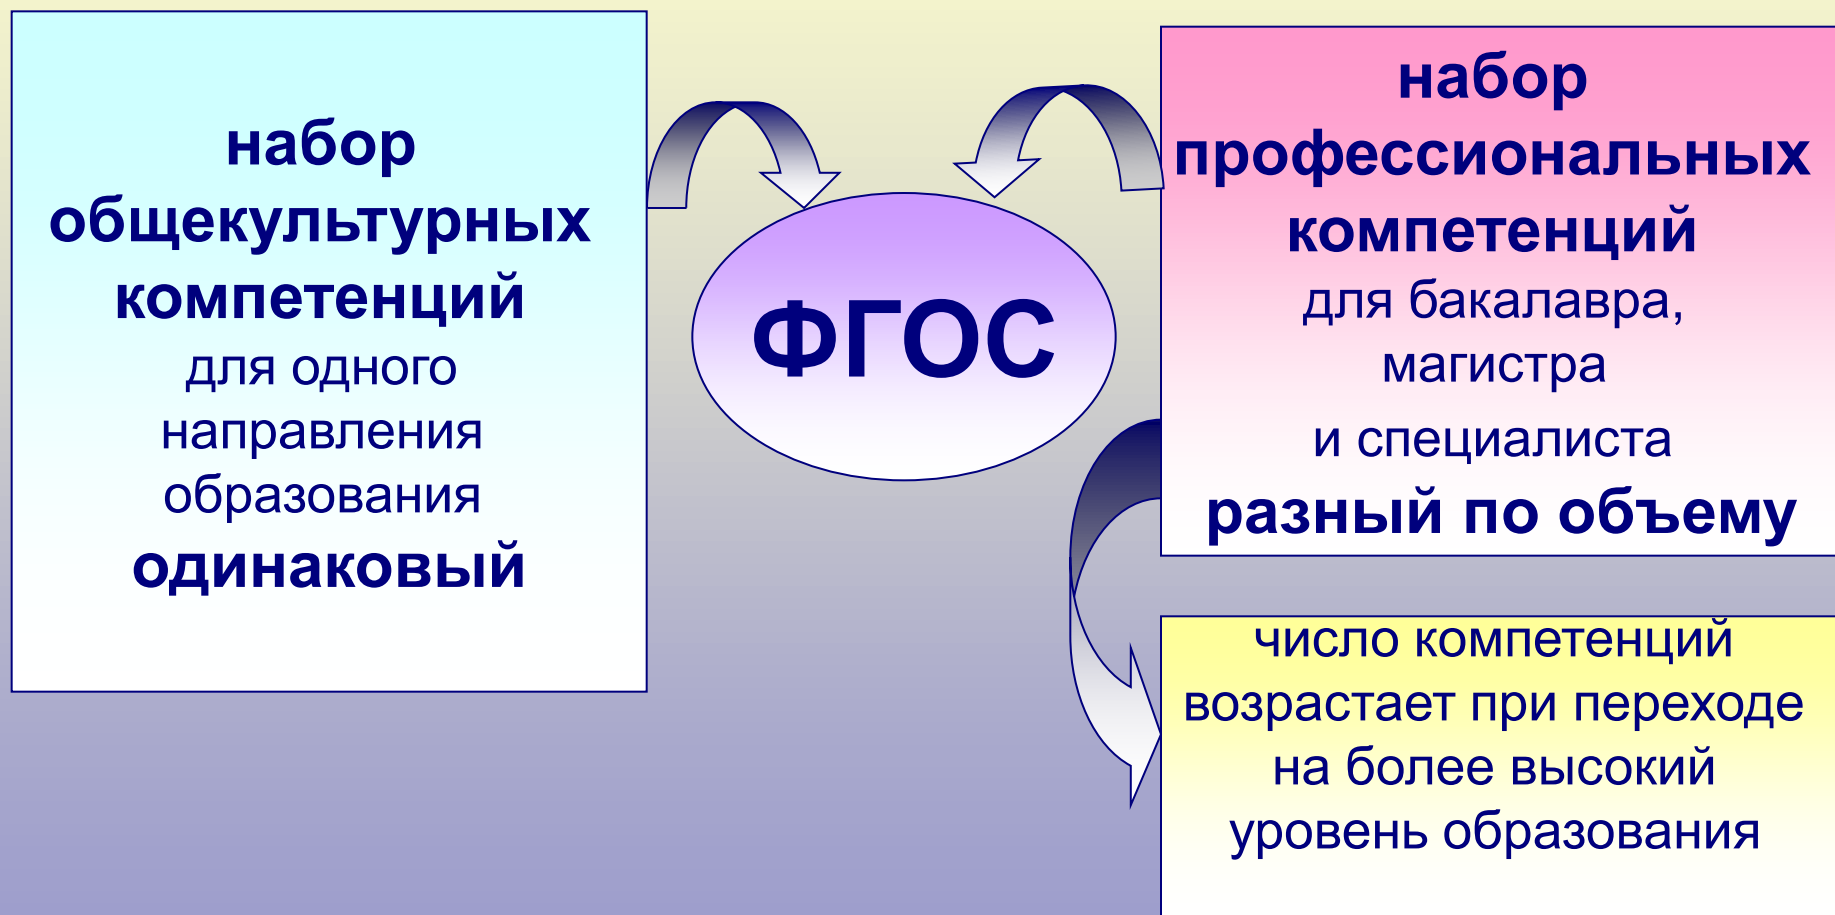 набор
общекультурных
компетенций
для одного
направления
образования
одинаковый
ФГОС
набор
профессиональных
компетенций
для бакалавра,
магистра
и специалиста
разный по объему
число компетенций
возрастает при переходе
на более высокий
уровень образования